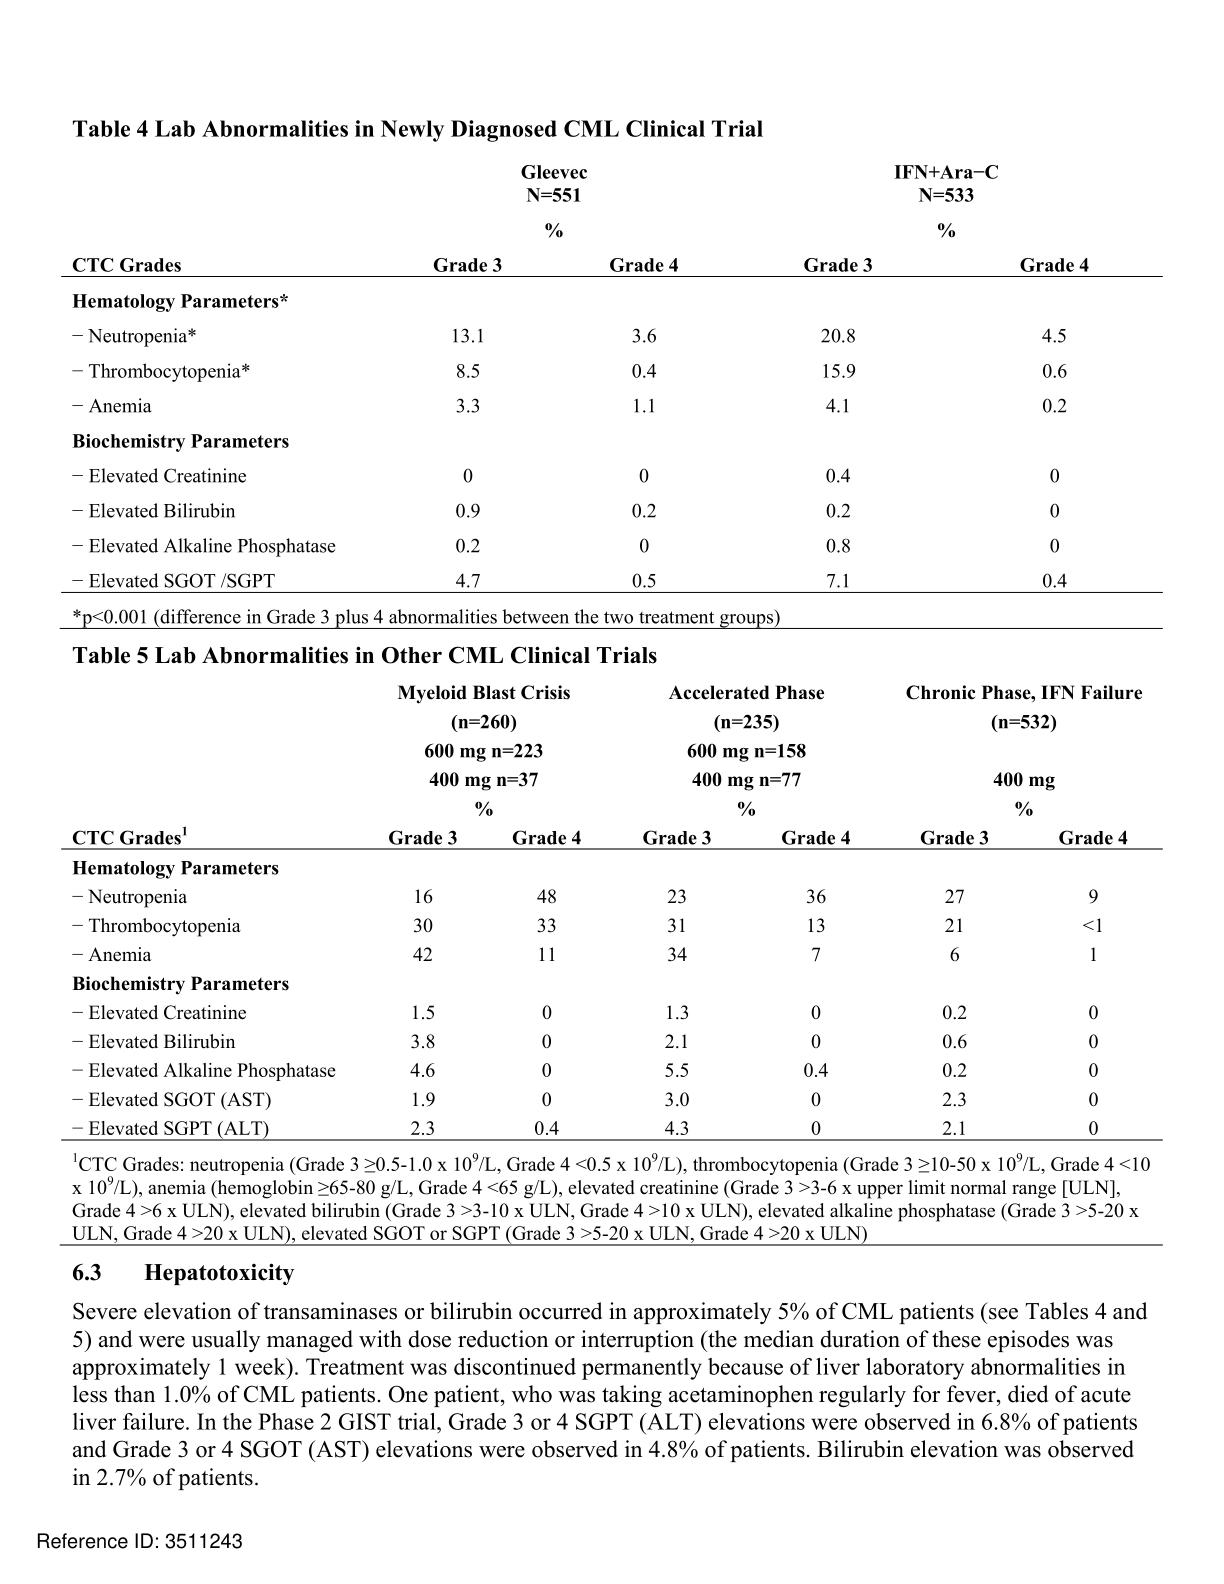 Table 4 Lab Abnormalities in Newly Diagnosed CML Clinical Trial
Gleevec IFN+Ara−C
N=551 N=533
% %
CTC Grades Grade 3 Grade 4 Grade 3 Grade 4
Hematology Parameters*
− Neutropenia* 13.1 3.6 20.8 4.5
− Thrombocytopenia* 8.5 0.4 15.9 0.6
− Anemia 3.3 1.1 4.1 0.2
Biochemistry Parameters
− Elevated Creatinine 0 0 0.4 0
− Elevated Bilirubin 0.9 0.2 0.2 0
− Elevated Alkaline Phosphatase 0.2 0 0.8 0
− Elevated SGOT /SGPT 4.7 0.5 7.1 0.4
*p<0.001 (difference in Grade 3 plus 4 abnormalities between the two treatment groups)
Table 5 Lab Abnormalities in Other CML Clinical Trials
Myeloid Blast Crisis Accelerated Phase Chronic Phase, IFN Failure
(n=260) (n=235) (n=532)
600 mg n=223 600 mg n=158
400 mg n=37 400 mg n=77 400 mg
% % %
CTC Grades¹ Grade 3 Grade 4 Grade 3 Grade 4 Grade 3 Grade 4
Hematology Parameters
− Neutropenia 16 48 23 36 27 9
− Thrombocytopenia 30 33 31 13 21 <1
− Anemia 42 11 34 7 6 1
Biochemistry Parameters
− Elevated Creatinine 1.5 0 1.3 0 0.2 0
− Elevated Bilirubin 3.8 0 2.1 0 0.6 0
− Elevated Alkaline Phosphatase 4.6 0 5.5 0.4 0.2 0
− Elevated SGOT (AST) 1.9 0 3.0 0 2.3 0
− Elevated SGPT (ALT) 2.3 0.4 4.3 0 2.1 0
¹CTC Grades: neutropenia (Grade 3 ≥0.5-1.0 x 10⁹/L, Grade 4 <0.5 x 10⁹/L), thrombocytopenia (Grade 3 ≥10-50 x 10⁹/L, Grade 4 <10
x 10⁹/L), anemia (hemoglobin ≥65-80 g/L, Grade 4 <65 g/L), elevated creatinine (Grade 3 >3-6 x upper limit normal range [ULN],
Grade 4 >6 x ULN), elevated bilirubin (Grade 3 >3-10 x ULN, Grade 4 >10 x ULN), elevated alkaline phosphatase (Grade 3 >5-20 x
ULN, Grade 4 >20 x ULN), elevated SGOT or SGPT (Grade 3 >5-20 x ULN, Grade 4 >20 x ULN)
6.3 Hepatotoxicity
Severe elevation of transaminases or bilirubin occurred in approximately 5% of CML patients (see Tables 4 and
5) and were usually managed with dose reduction or interruption (the median duration of these episodes was
approximately 1 week). Treatment was discontinued permanently because of liver laboratory abnormalities in
less than 1.0% of CML patients. One patient, who was taking acetaminophen regularly for fever, died of acute
liver failure. In the Phase 2 GIST trial, Grade 3 or 4 SGPT (ALT) elevations were observed in 6.8% of patients
and Grade 3 or 4 SGOT (AST) elevations were observed in 4.8% of patients. Bilirubin elevation was observed
in 2.7% of patients.
Reference ID: 3511243